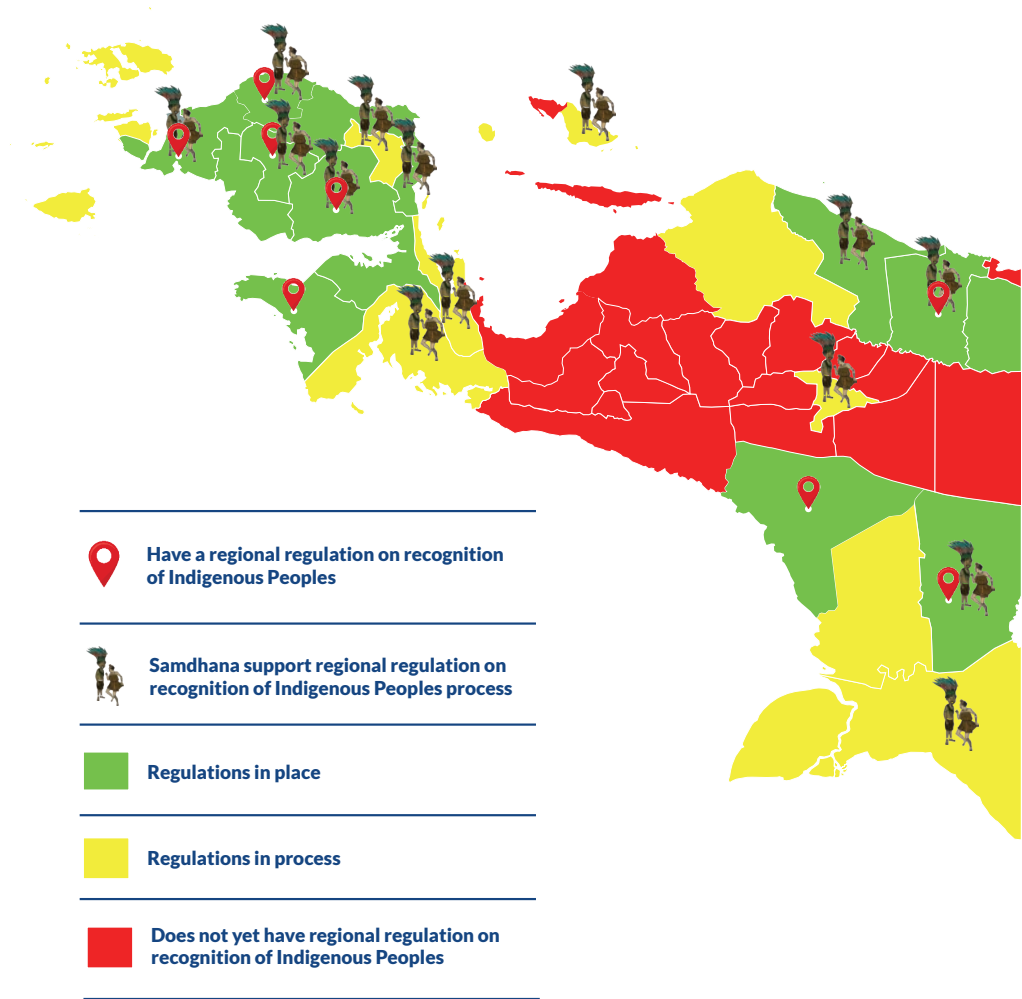 Have a regional regulation on recognition
of Indigenous Peoples
Samdhana support regional regulation on
recognition of Indigenous Peoples process
Regulations in place
Regulations in process
Does not yet have regional regulation on
recognition of Indigenous Peoples